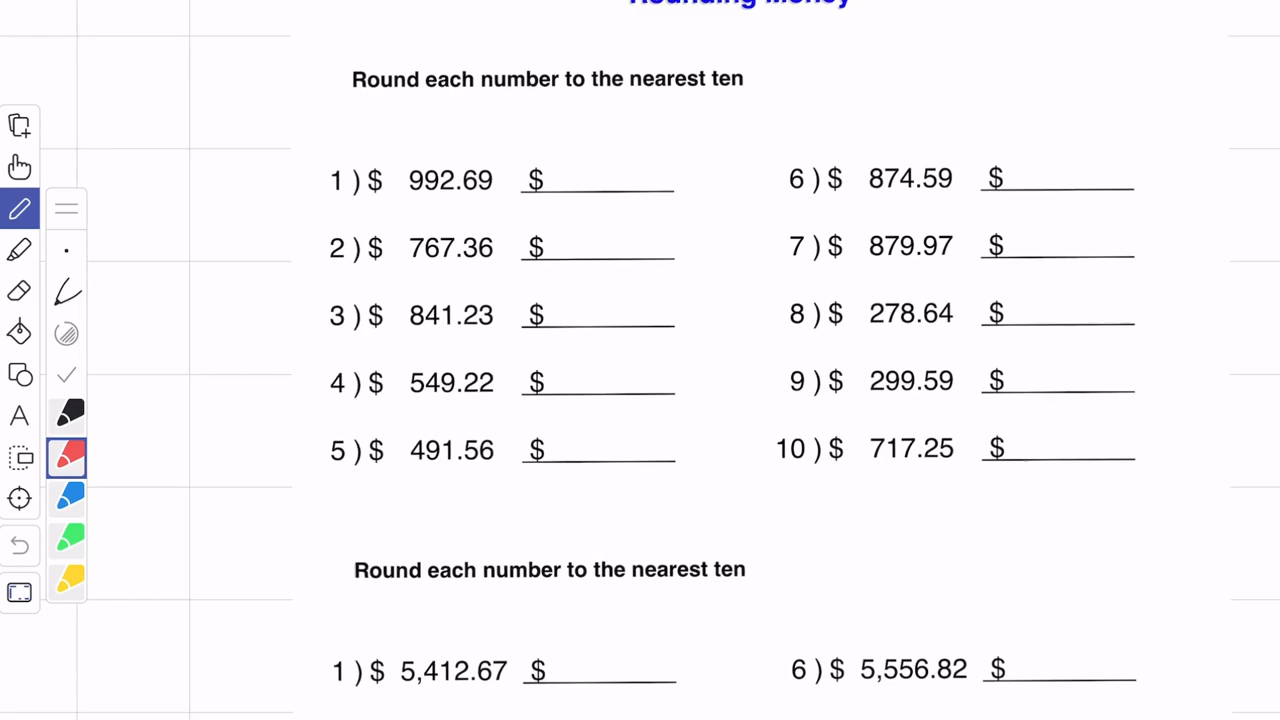 Rounding Money
Round each number to the nearest ten
1 ) $ 992.69 $
6 ) $ 874.59 $
2 ) $ 767.36 $
7 ) $ 879.97 $
3 ) $ 841.23 $
8 ) $ 278.64 $
4 ) $ 549.22 $
9 ) $ 299.59 $
5 ) $ 491.56 $
10 ) $ 717.25 $
Round each number to the nearest ten
1 ) $ 5,412.67 $
6 ) $ 5,556.82 $
A